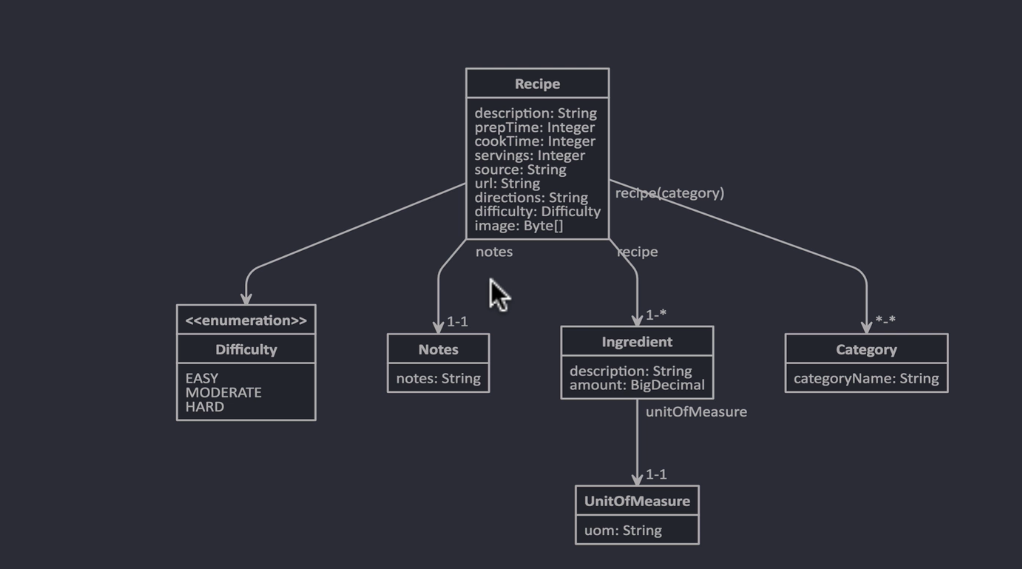 Recipe
description: String
prepTime: Integer
cookTime: Integer
servings: Integer
source: String
url: String
directions: String
difficulty: Difficulty
image: Byte[]
recipe(category)
notes
recipe
<<enumeration>>
Difficulty
EASY
MODERATE
HARD
1-1
Notes
notes: String
1-*
Ingredient
description: String
amount: BigDecimal
*-*
Category
categoryName: String
unitOfMeasure
1-1
UnitOfMeasure
uom: String